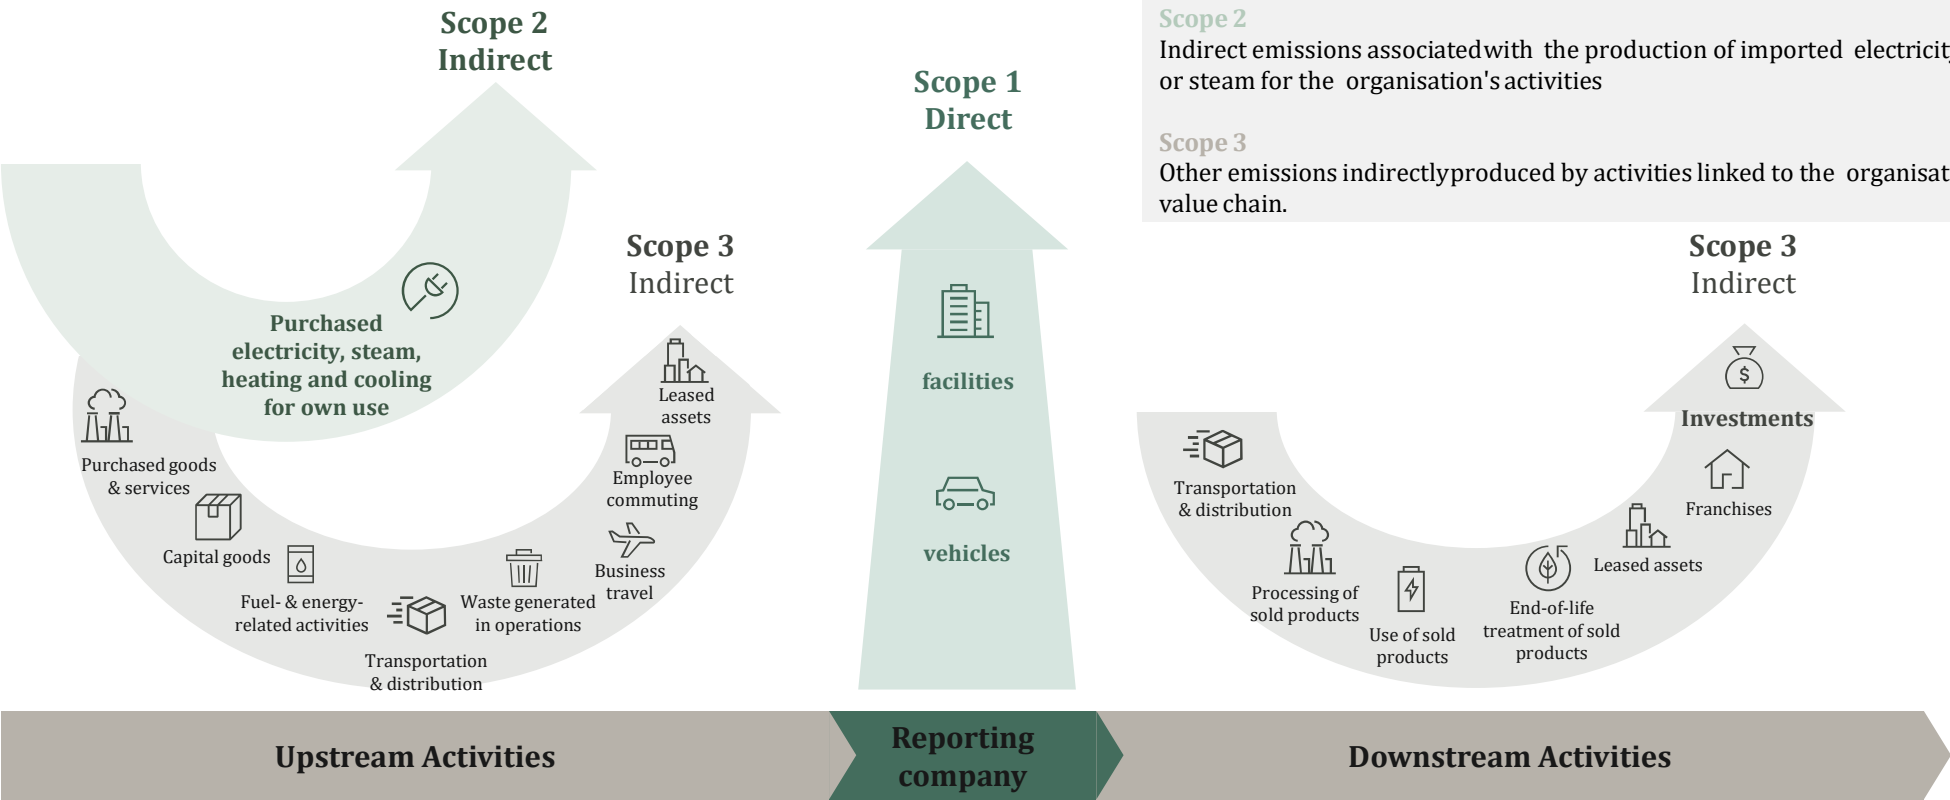 Scope 2
Indirect
Scope 1
Direct
Scope 2
Indirect emissions associatedwith the production of imported electricity
or steam for the organisation's activities
Scope 3
Other emissions indirectlyproduced by activities linked to the organisat
value chain.
Scope 3
Indirect
Scope 3
Indirect
Purchased
electricity, steam,
heating and cooling
for own use
Purchased goods
& services
Capital goods
Fuel- & energy-
related activities
Transportation
& distribution
Waste generated
in operations
Business
travel
Employee
commuting
Leased
assets
facilities
vehicles
Transportation
& distribution
Processing of
sold products
Use of sold
products
End-of-life
treatment of sold
products
Leased assets
Franchises
Investments
$
Upstream Activities
Reporting
company
Downstream Activities